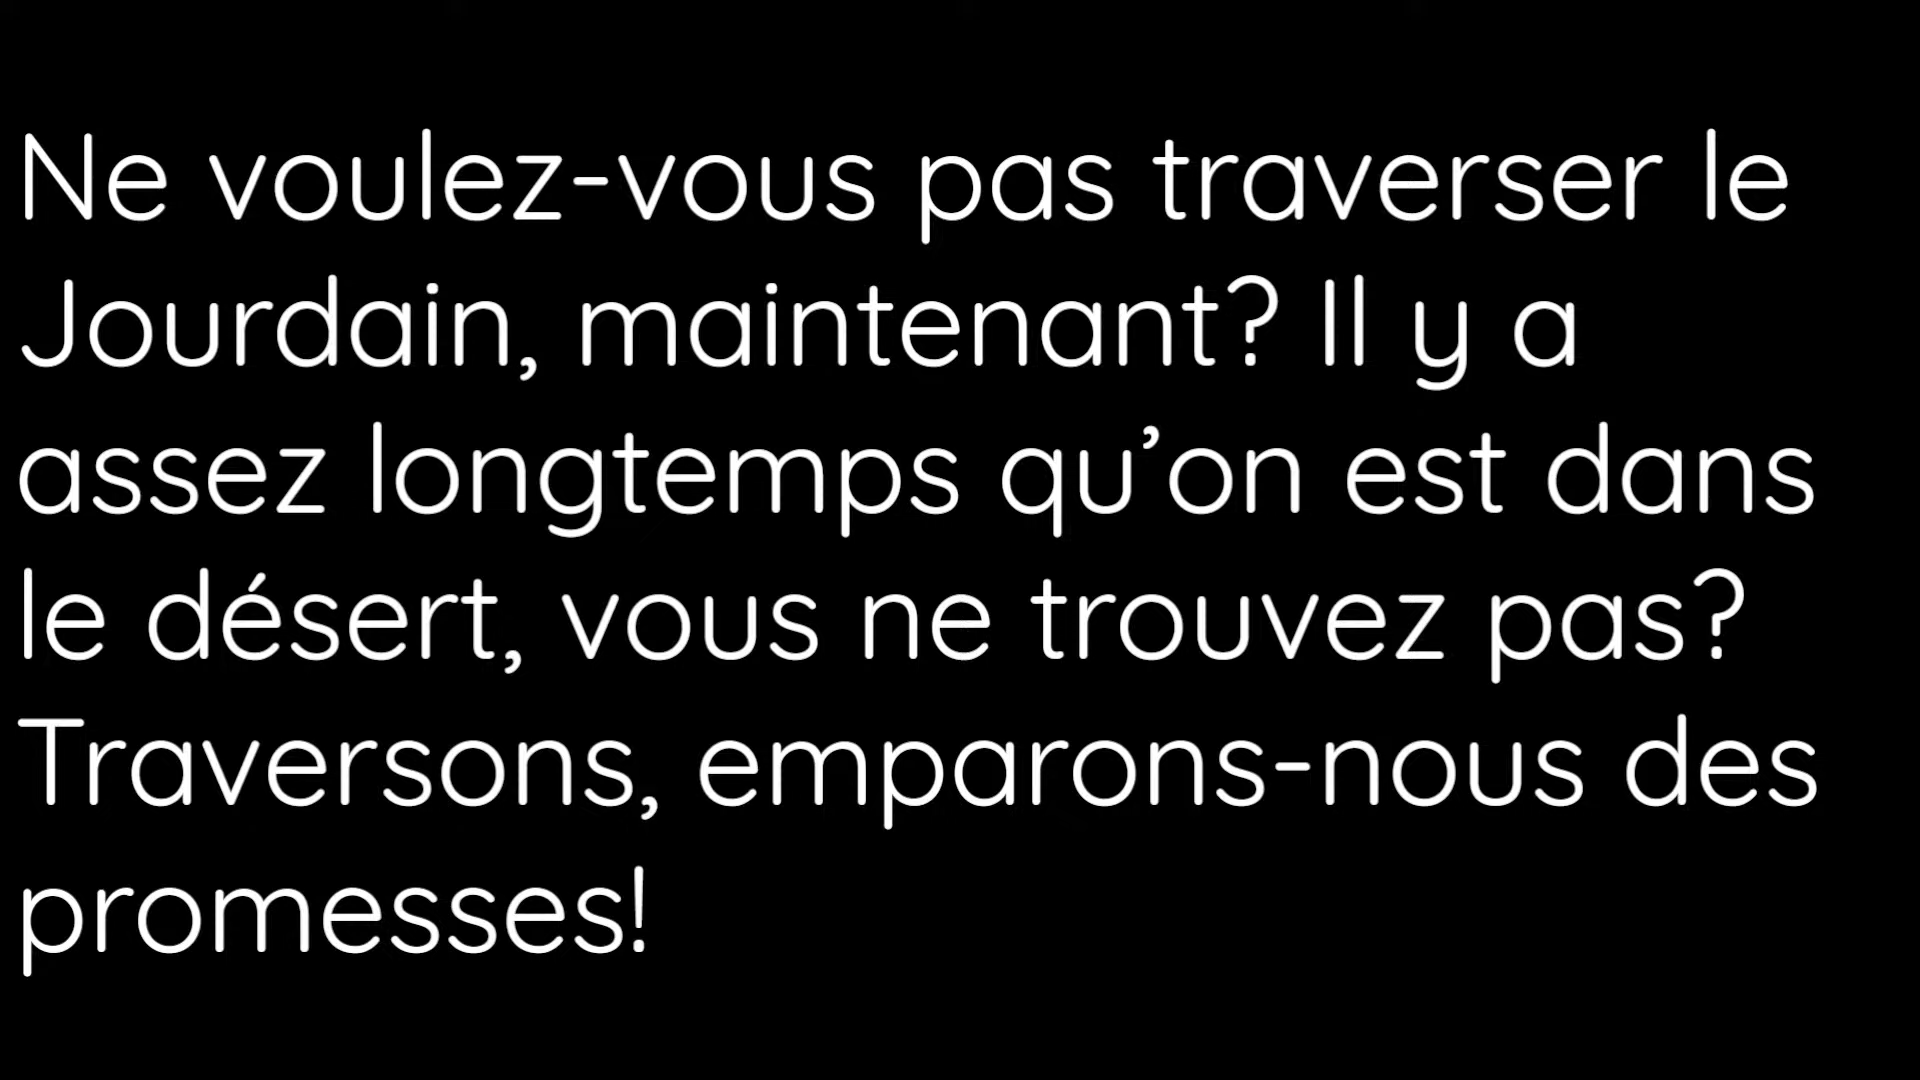 Ne voulez-vous pas traverser le
Jourdain, maintenant? Il y a
assez longtemps qu’on est dans
le désert, vous ne trouvez pas?
Traversons, emparons-nous des
promesses!